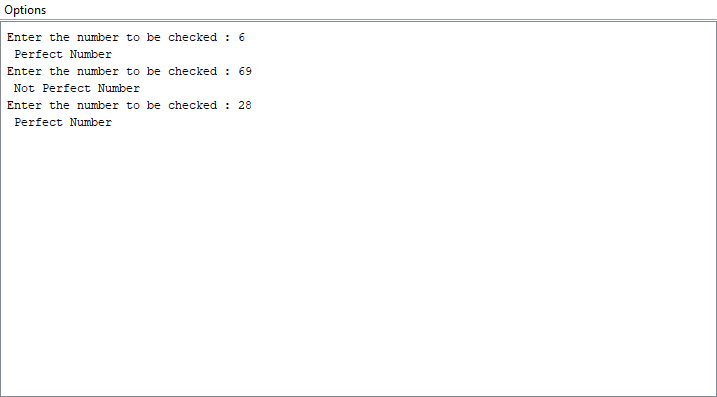 Options
Enter the number to be checked : 6
 Perfect Number
Enter the number to be checked : 69
 Not Perfect Number
Enter the number to be checked : 28
 Perfect Number